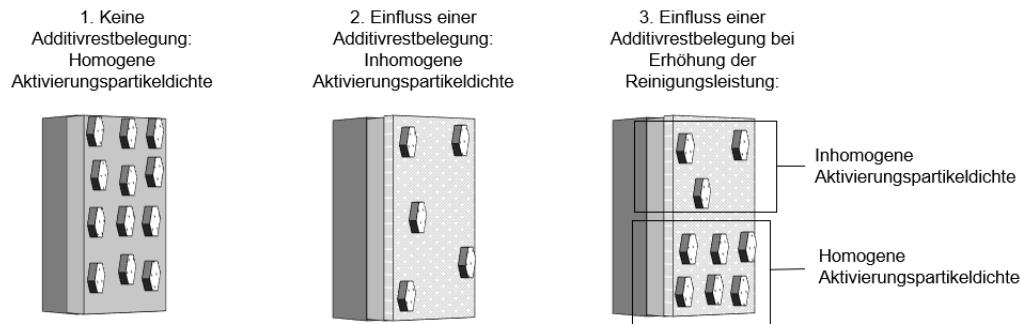 1. Keine
Additivrestbelegung:
Homogene
Aktivierungspartikeldichte
2. Einfluss einer
Additivrestbelegung:
Inhomogene
Aktivierungspartikeldichte
3. Einfluss einer
Additivrestbelegung bei
Erhöhung der
Reinigungsleistung:
Inhomogene
Aktivierungspartikeldichte
Homogene
Aktivierungspartikeldichte